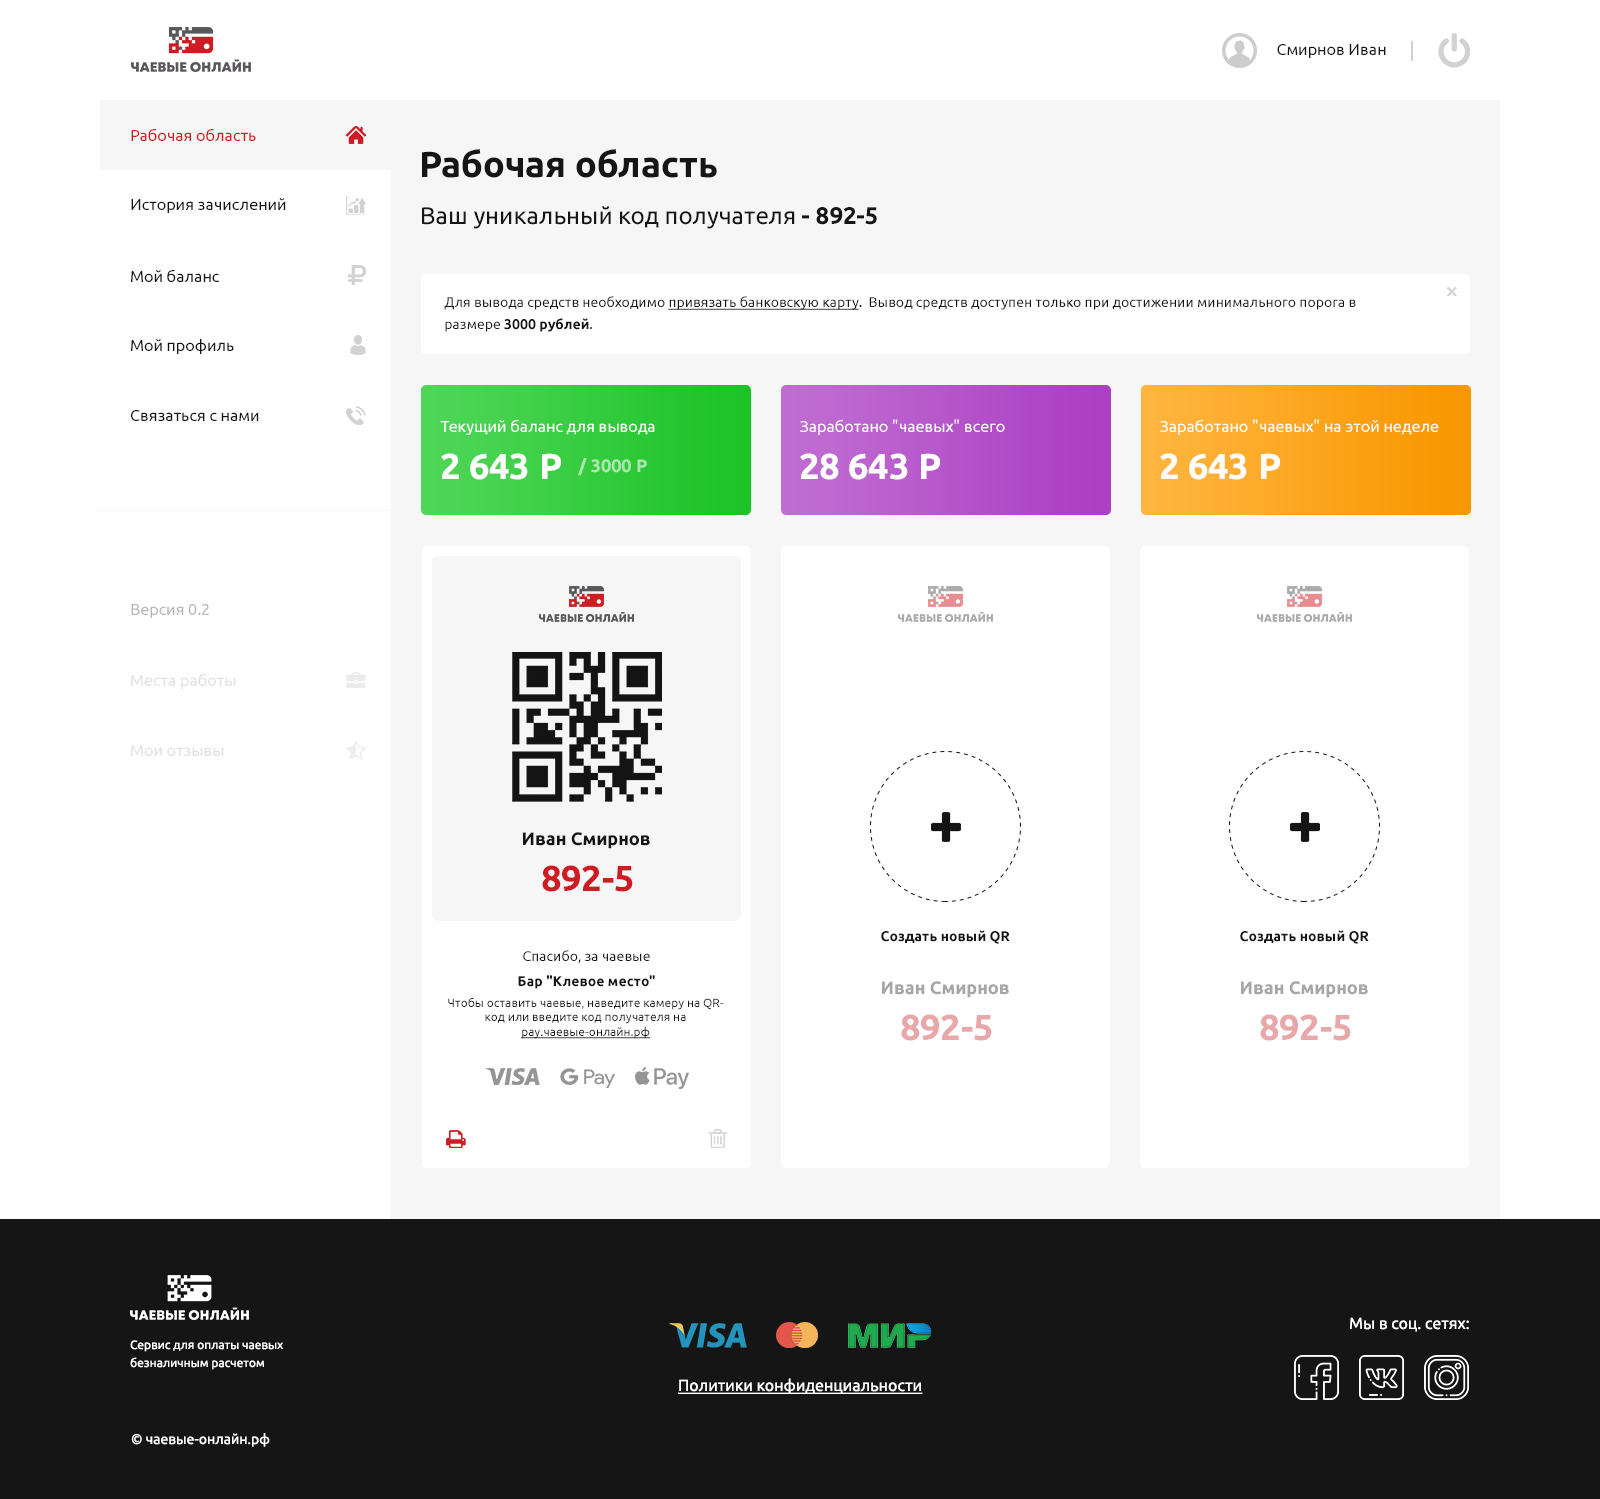 ЧАЕВЫЕ ОНЛАЙН
Смирнов Иван
Рабочая область
История зачислений
Мой баланс
Мой профиль
Связаться с нами
Версия 0.2
Места работы
Мои отзывы
Рабочая область
Ваш уникальный код получателя - 892-5
Для вывода средств необходимо привязать банковскую карту.  Вывод средств доступен только при достижении минимального порога в
размере 3000 рублей.
Текущий баланс для вывода
2 643 Р / 3000 Р
Заработано "чаевых" всего
28 643 Р
Заработано "чаевых" на этой неделе
2 643 Р
ЧАЕВЫЕ ОНЛАЙН
Иван Смирнов
892-5
Спасибо, за чаевые
Бар "Клевое место"
Чтобы оставить чаевые, наведите камеру на QR-
код или введите код получателя на
pay.чаевые-онлайн.рф
VISA G Pay Pay
ЧАЕВЫЕ ОНЛАЙН
Создать новый QR
Иван Смирнов
892-5
ЧАЕВЫЕ ОНЛАЙН
Создать новый QR
Иван Смирнов
892-5
ЧАЕВЫЕ ОНЛАЙН
Сервис для оплаты чаевых
безналичным расчетом
© чаевые-онлайн.рф
VISA МИР
Политики конфиденциальности
Мы в соц. сетях: